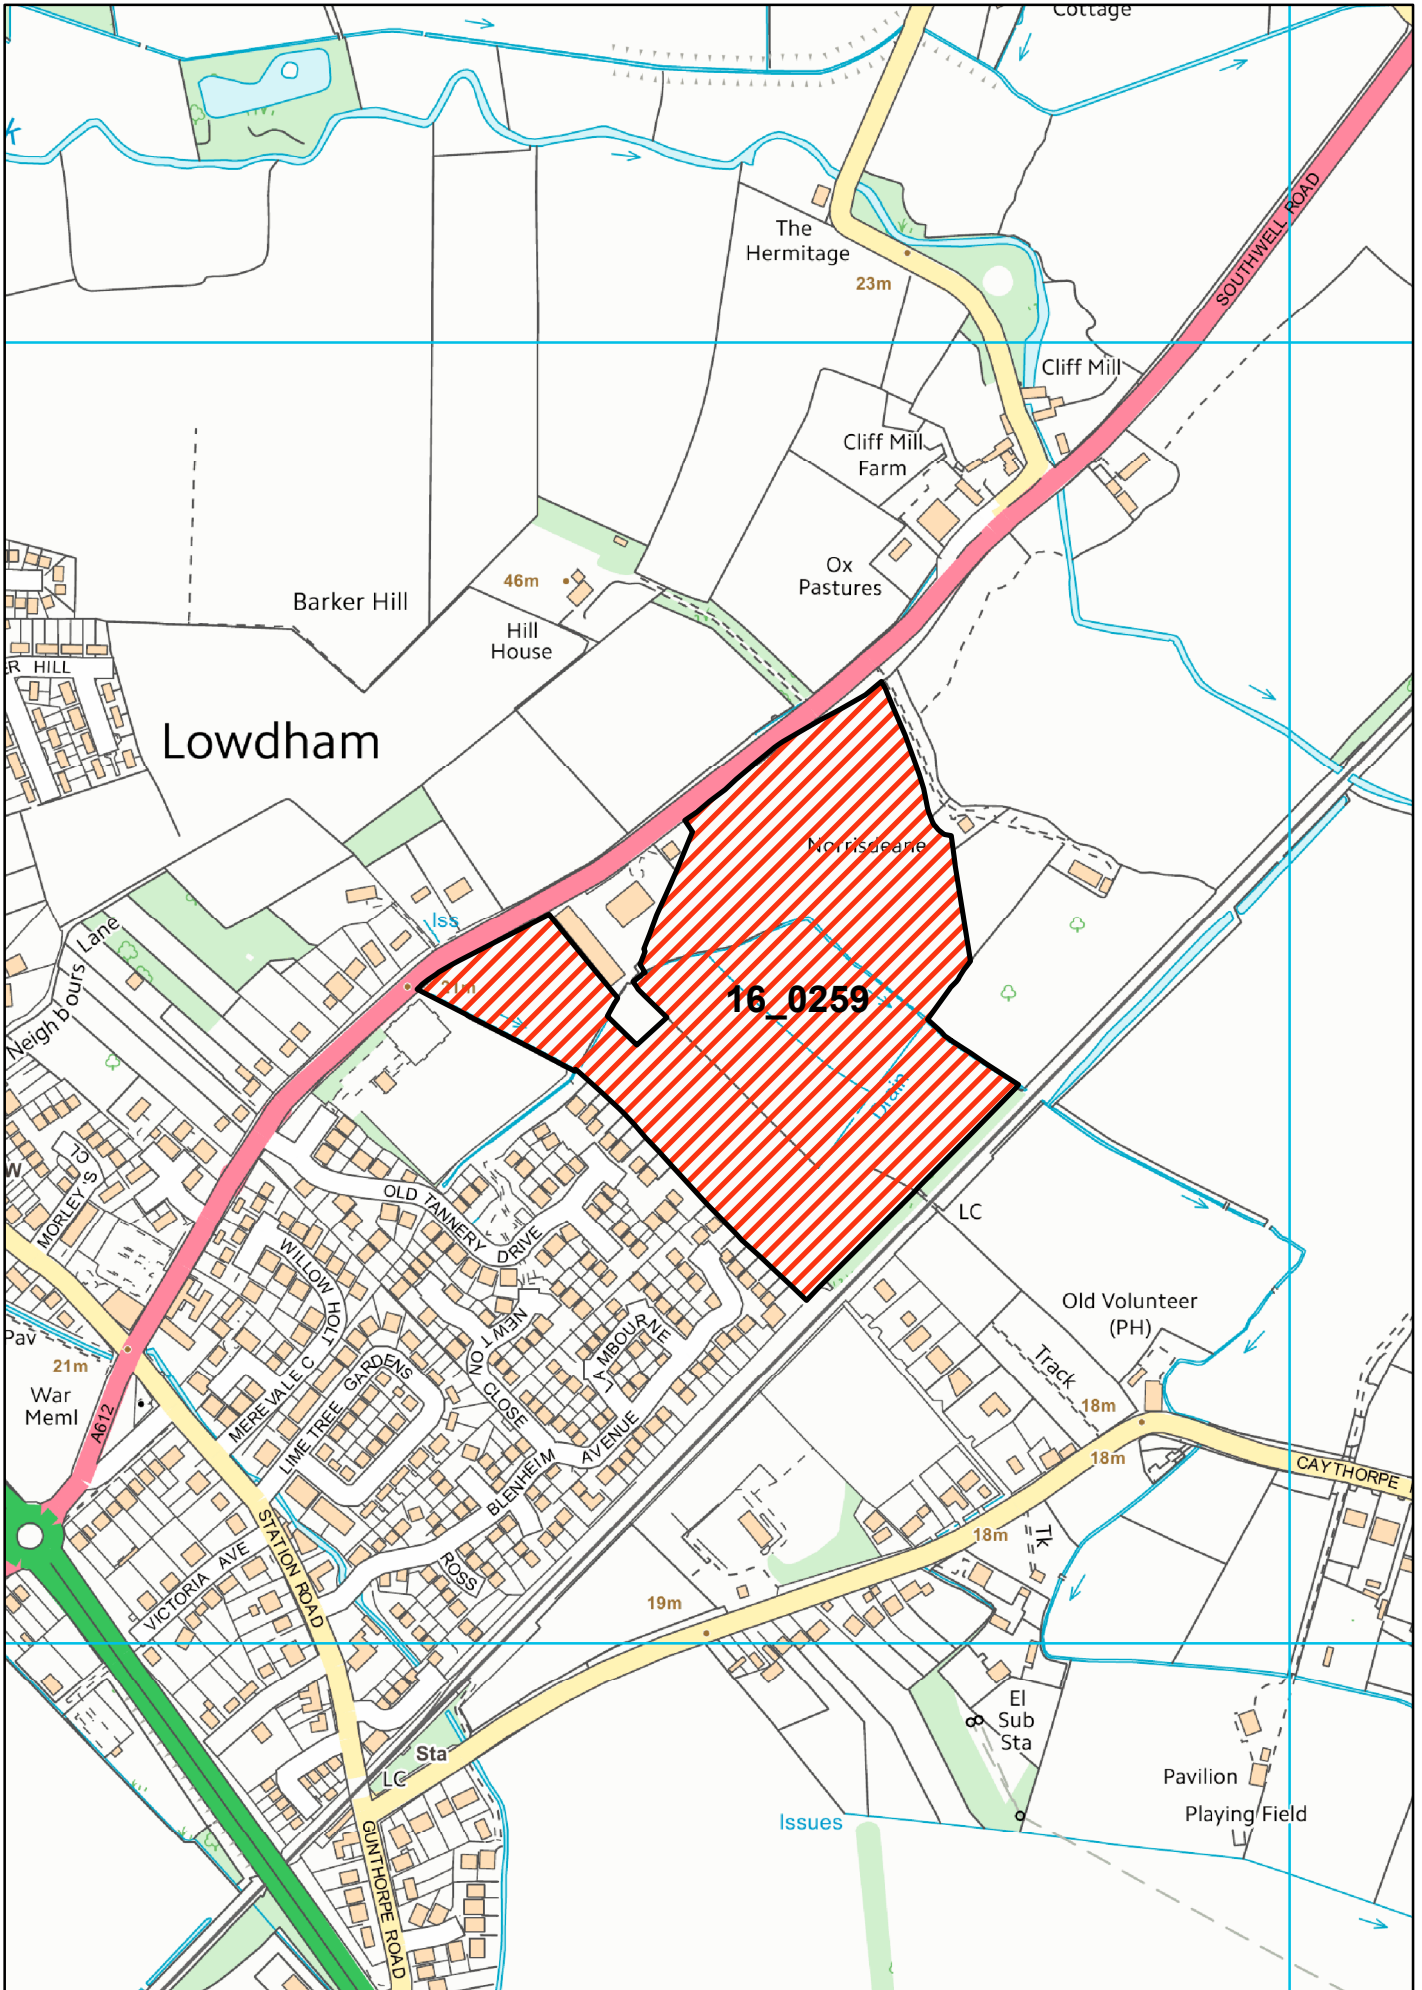 Cottage
k
The
Hermitage
23m
SOUTHWELL ROAD
Cliff Mill
Cliff Mill
Farm
Ox
Pastures
46m
Barker Hill
Hill
House
ER HILL
Lowdham
Norrisdeane
Iss
Neighbours Lane
21m
16_0259
Drain
W
MORLEY'S CL
OLD TANNERY DRIVE
LC
WILLOW HOLT
NEWTON CLOSE
LAMBOURNE
Old Volunteer
(PH)
Pav
21m
Track
War
Meml
A612
MEREVALE C
LIME TREE GARDENS
18m
18m
CAYTHORPE
BLENHEIM AVENUE
STATION ROAD
VICTORIA AVE
ROSS
18m
Tk
19m
El
Sub
Sta
Sta
LC
Pavilion
Playing Field
Issues
GUNTHORPE ROAD